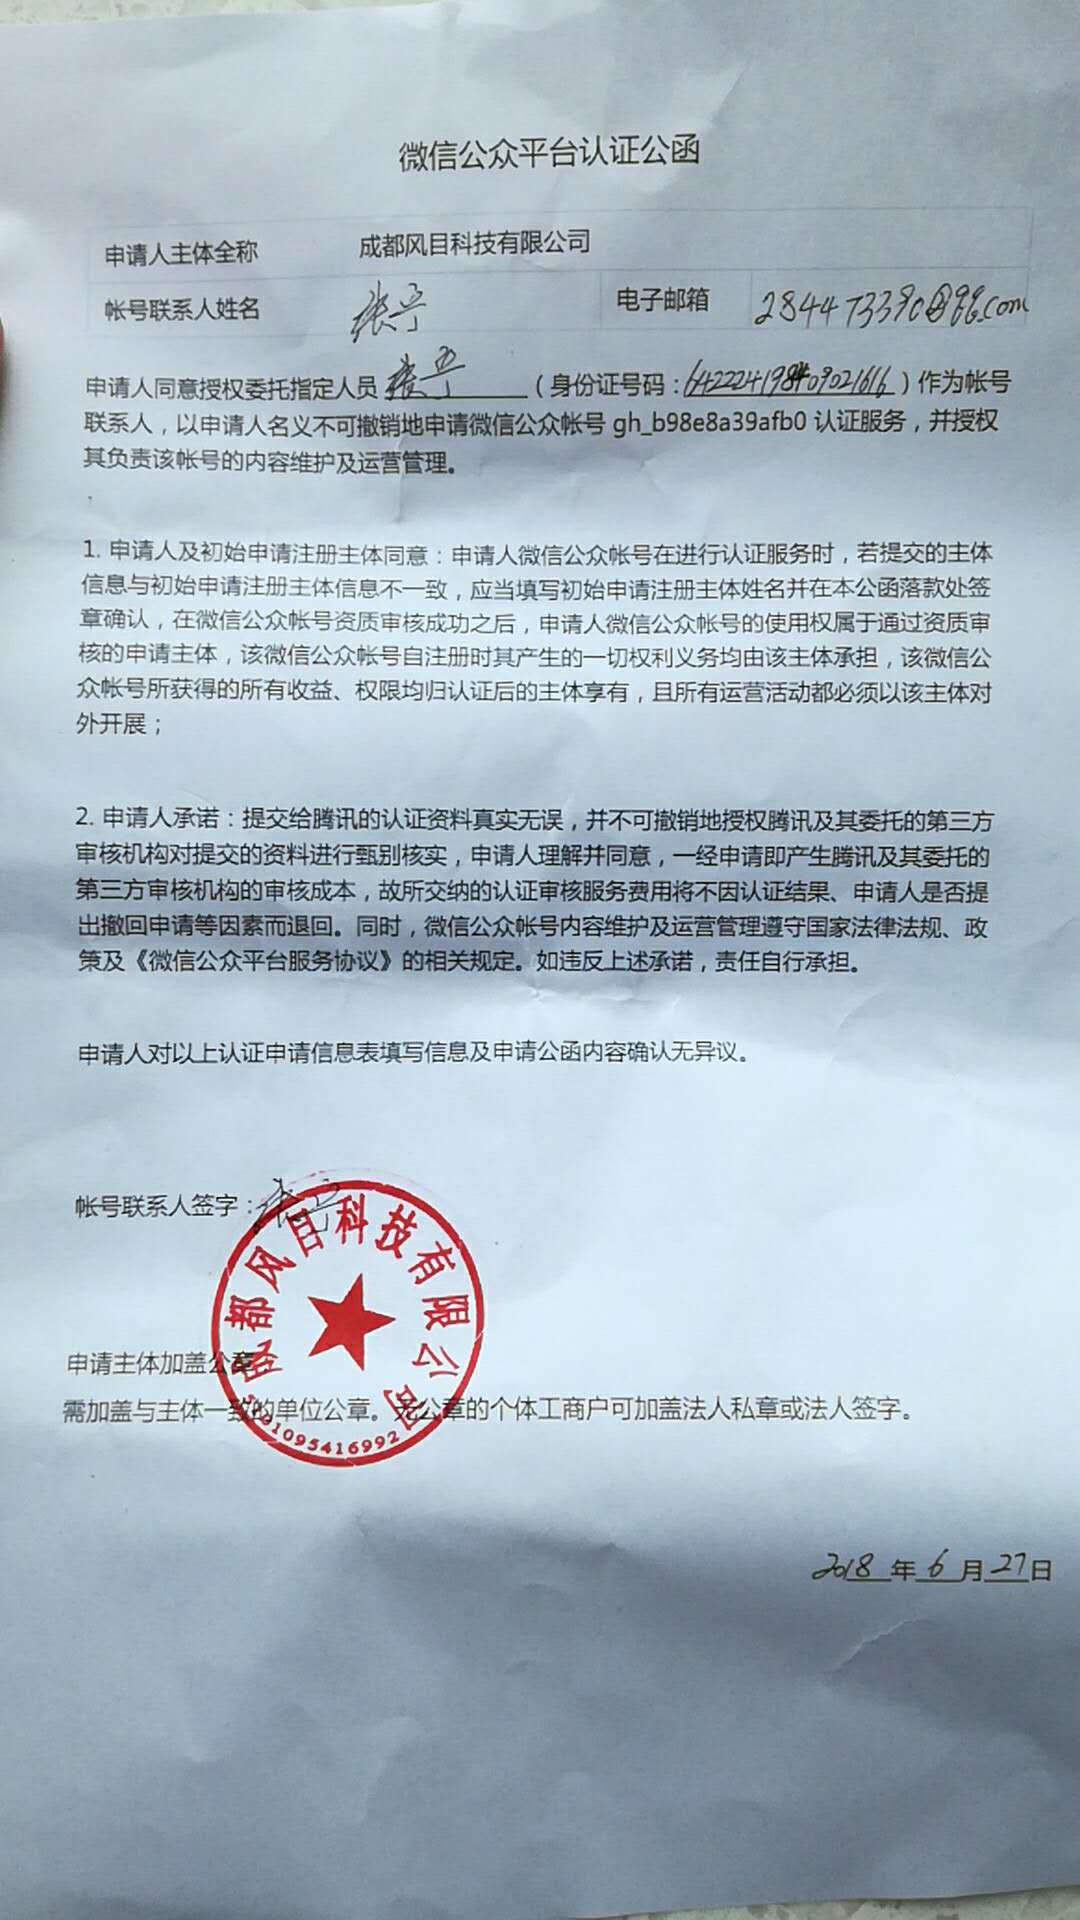 微信公众平台认证公函
申请人主体全称 成都风目科技有限公司
帐号联系人姓名 张宁 电子邮箱 284473390@qq.com
申请人同意授权委托指定人员 张宁 （身份证号码：）作为帐号
联系人，以申请人名义不可撤销地申请微信公众帐号 gh_b98e8a39afb0 认证服务，并授权
其负责该帐号的内容维护及运营管理。
1. 申请人及初始申请注册主体同意：申请人微信公众帐号在进行认证服务时，若提交的主体
信息与初始申请注册主体信息不一致，应当填写初始申请注册主体姓名并在本公函落款处签
章确认，在微信公众帐号资质审核成功之后，申请人微信公众帐号的使用权属于通过资质审
核的申请主体，该微信公众帐号自注册时其产生的一切权利义务均由该主体承担，该微信公
众帐号所获得的所有收益、权限均归认证后的主体享有，且所有运营活动都必须以该主体对
外开展；
2. 申请人承诺：提交给腾讯的认证资料真实无误，并不可撤销地授权腾讯及其委托的第三方
审核机构对提交的资料进行甄别核实，申请人理解并同意，一经申请即产生腾讯及其委托的
第三方审核机构的审核成本，故所交纳的认证审核服务费用将不因认证结果、申请人是否提
出撤回申请等因素而退回。同时，微信公众帐号内容维护及运营管理遵守国家法律法规、政
策及《微信公众平台服务协议》的相关规定。如违反上述承诺，责任自行承担。
申请人对以上认证申请信息表填写信息及申请公函内容确认无异议。
帐号联系人签字：张宁
成都风目科技有限公司
申请主体加盖公章
需加盖与主体一致的单位公章。无公章的个体工商户可加盖法人私章或法人签字。
5101095416992
2018 年 6 月 27 日